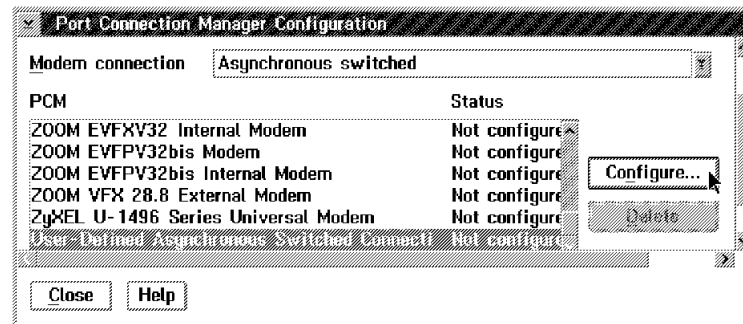 Port Connection Manager Configuration
Modem connection Asynchronous switched
PCM Status
ZOOM EVFXV32 Internal Modem Not configure
ZOOM EVFPV32bis Modem Not configure
ZOOM EVFPV32bis Internal Modem Not configure
ZOOM VFX 28.8 External Modem Not configure
ZyXEL U-1496 Series Universal Modem Not configure
User-Defined Asynchronous Switched Connecti Not configure
Configure...
Delete
Close Help